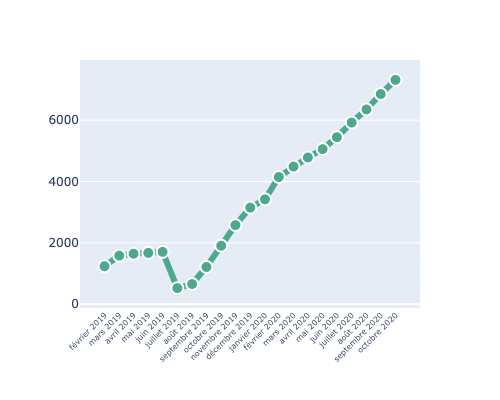 6000
4000
2000
0
février 2019
mars 2019
avril 2019
mai 2019
juin 2019
juillet 2019
août 2019
septembre 2019
octobre 2019
novembre 2019
décembre 2019
janvier 2020
février 2020
mars 2020
avril 2020
mai 2020
juin 2020
juillet 2020
août 2020
septembre 2020
octobre 2020